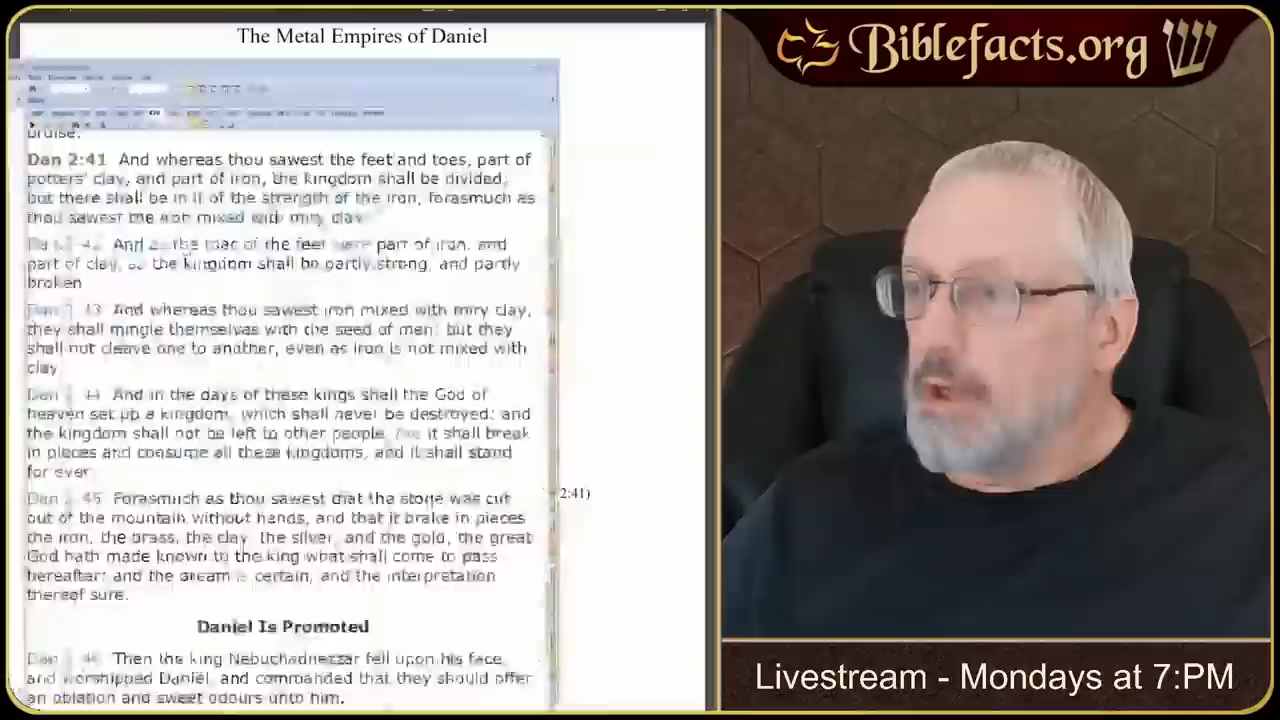 The Metal Empires of Daniel
Biblefacts.org
bruise.
Dan 2:41 And whereas thou sawest the feet and toes, part of
potters' clay, and part of iron, the kingdom shall be divided;
but there shall be in it of the strength of the iron, forasmuch as
thou sawest the iron mixed with miry clay.
And as the toes of the feet were part of iron, and
part of clay, so the kingdom shall be partly strong, and partly
broken
And whereas thou sawest iron mixed with miry clay,
they shall mingle themselves with the seed of men: but they
shall not cleave one to another, even as iron is not mixed with
clay
And in the days of these kings shall the God of
heaven set up a kingdom, which shall never be destroyed: and
the kingdom shall not be left to other people, but it shall break
in pieces and consume all these kingdoms, and it shall stand
for ever
Dan 2:45 Forasmuch as thou sawest that the stone was cut
out of the mountain without hands, and that it brake in pieces
the iron, the brass, the clay, the silver, and the gold, the great
God hath made known to the king what shall come to pass
hereafter: and the dream is certain, and the interpretation
thereof sure.
2:41)
Daniel Is Promoted
Then the king Nebuchadnezzar fell upon his face,
and worshipped Daniel, and commanded that they should offer
an oblation and sweet odours unto him.
Livestream - Mondays at 7:PM